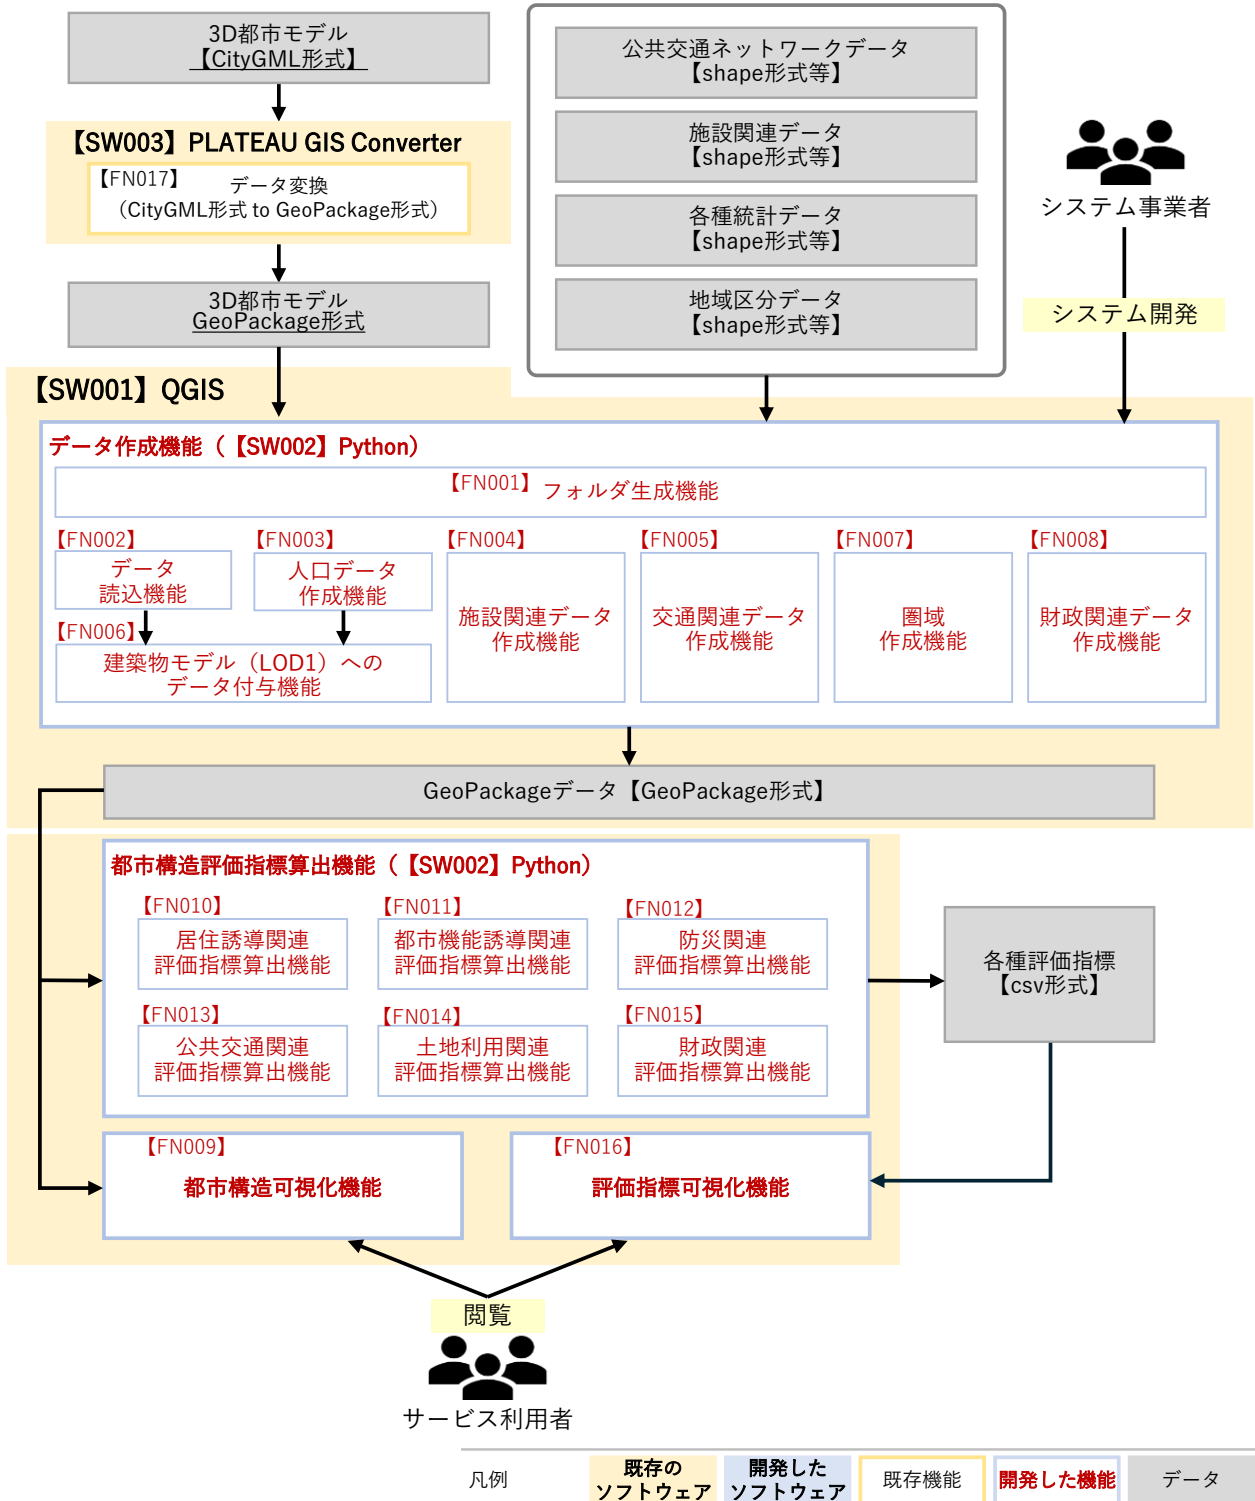 3D都市モデル
【CityGML形式】
【SW003】PLATEAU GIS Converter
【FN017】 データ変換
（CityGML形式 to GeoPackage形式）
3D都市モデル
GeoPackage形式
公共交通ネットワークデータ
【shape形式等】
施設関連データ
【shape形式等】
各種統計データ
【shape形式等】
地域区分データ
【shape形式等】
システム事業者
システム開発
【SW001】QGIS
データ作成機能（【SW002】Python）
【FN001】フォルダ生成機能
【FN002】
データ
読込機能
【FN003】
人口データ
作成機能
【FN006】
建築物モデル（LOD1）への
データ付与機能
【FN004】
施設関連データ
作成機能
【FN005】
交通関連データ
作成機能
【FN007】
圏域
作成機能
【FN008】
財政関連データ
作成機能
GeoPackageデータ【GeoPackage形式】
都市構造評価指標算出機能（【SW002】Python）
【FN010】
居住誘導関連
評価指標算出機能
【FN011】
都市機能誘導関連
評価指標算出機能
【FN012】
防災関連
評価指標算出機能
【FN013】
公共交通関連
評価指標算出機能
【FN014】
土地利用関連
評価指標算出機能
【FN015】
財政関連
評価指標算出機能
各種評価指標
【csv形式】
【FN009】
都市構造可視化機能
【FN016】
評価指標可視化機能
閲覧
サービス利用者
凡例
既存の
ソフトウェア
開発した
ソフトウェア
既存機能
開発した機能
データ